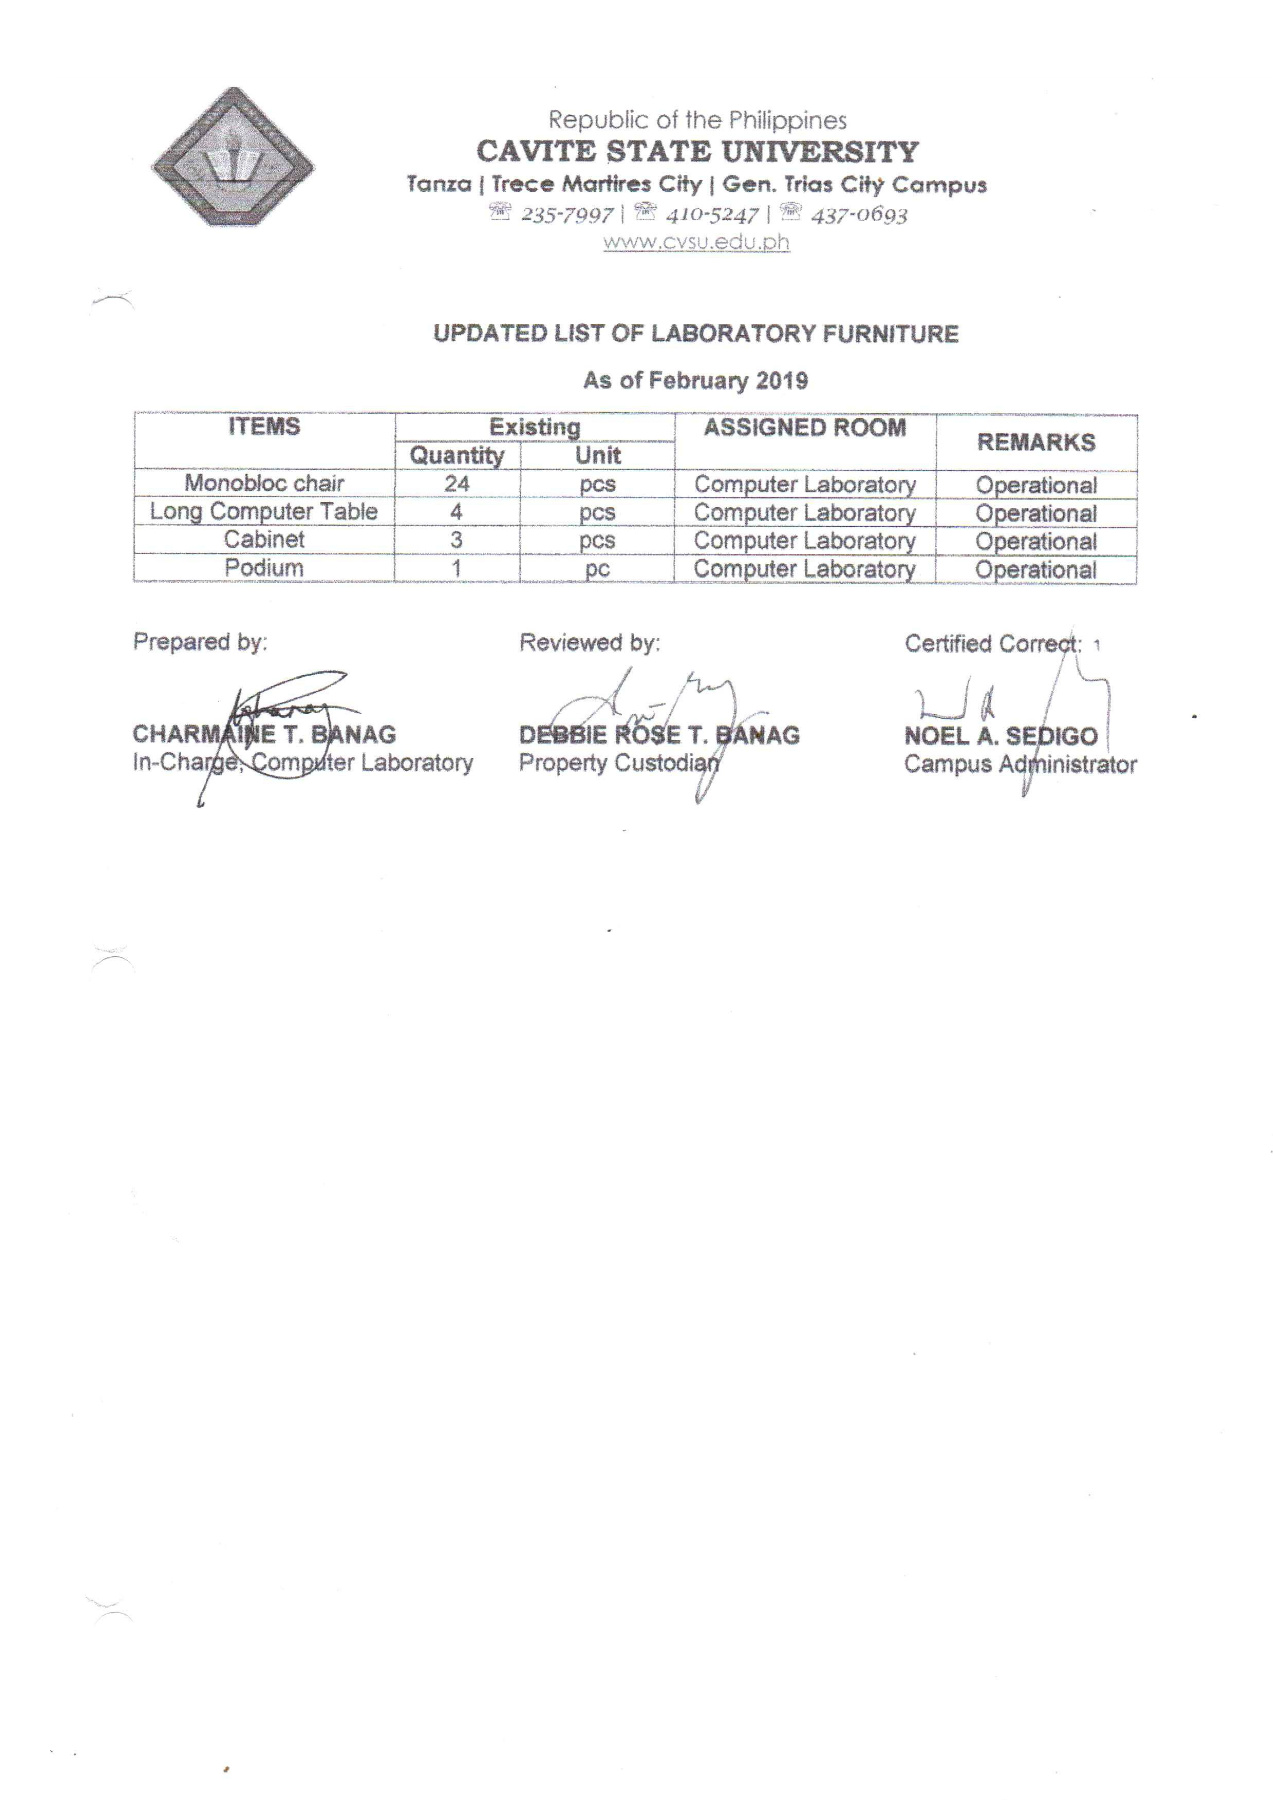 Republic of the Philippines
CAVITE STATE UNIVERSITY
Tanza | Trece Martires City | Gen. Trias City Campus
☏ 235-7997 | ☏ 410-5247 | ☏ 437-0693
www.cvsu.edu.ph
UPDATED LIST OF LABORATORY FURNITURE
As of February 2019
ITEMS Existing ASSIGNED ROOM REMARKS
Quantity Unit
Monobloc chair 24 pcs Computer Laboratory Operational
Long Computer Table 4 pcs Computer Laboratory Operational
Cabinet 3 pcs Computer Laboratory Operational
Podium 1 pc Computer Laboratory Operational
Prepared by: Reviewed by: Certified Correct:
CHARMAINE T. BANAG DEBBIE ROSE T. BANAG NOEL A. SEDIGO
In-Charge, Computer Laboratory Property Custodian Campus Administrator